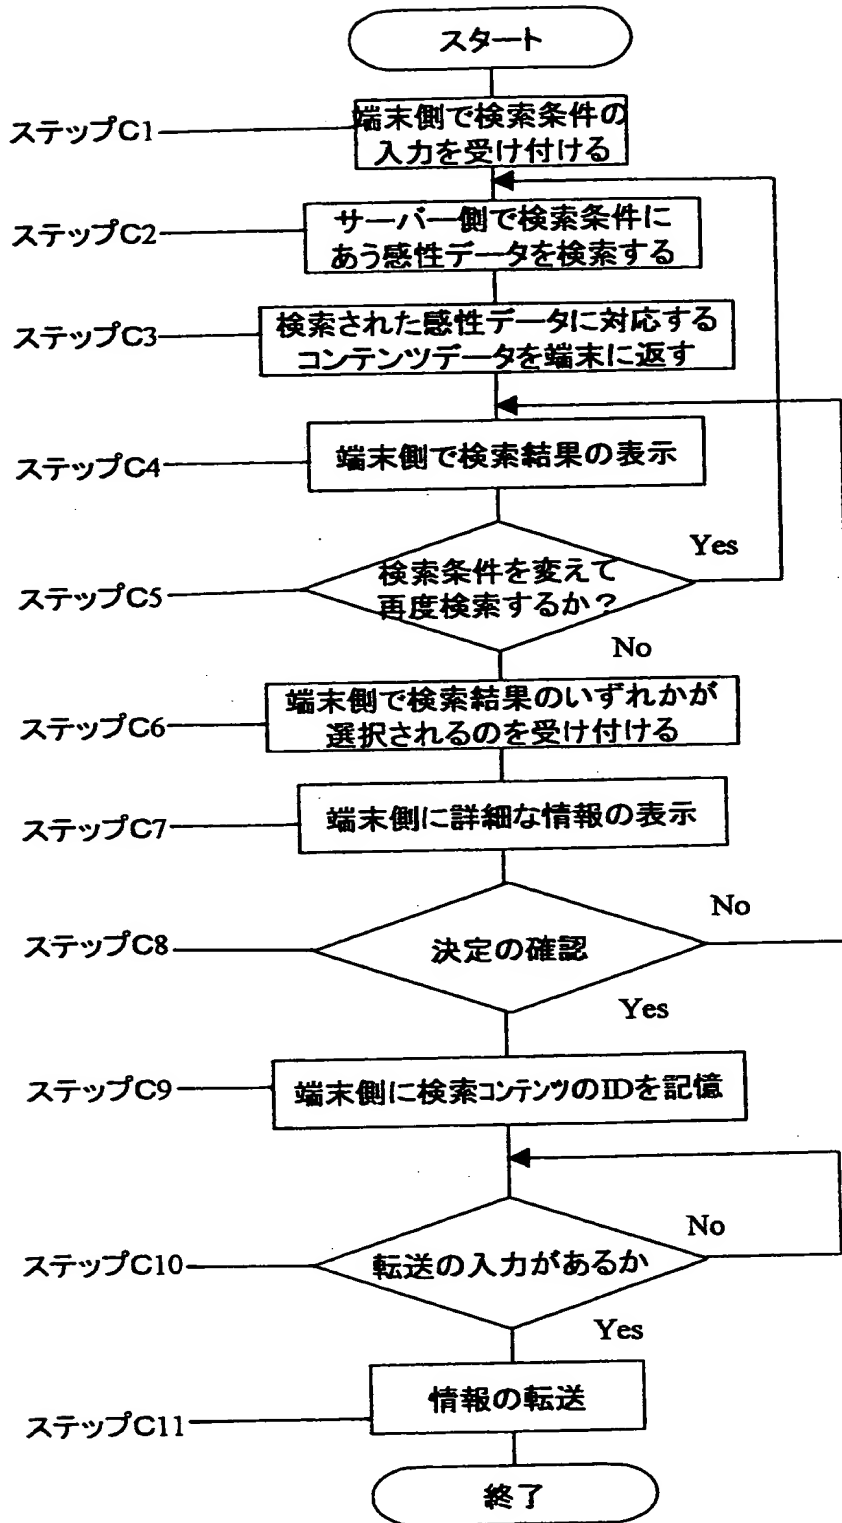 スタート
ステップC1
端末側で検索条件の
入力を受け付ける
ステップC2
サーバー側で検索条件に
あう感性データを検索する
ステップC3
検索された感性データに対応する
コンテンツデータを端末に返す
ステップC4
端末側で検索結果の表示
ステップC5
検索条件を変えて
再度検索するか？
Yes
No
ステップC6
端末側で検索結果のいずれかが
選択されるのを受け付ける
ステップC7
端末側に詳細な情報の表示
ステップC8
決定の確認
No
Yes
ステップC9
端末側に検索コンテンツのIDを記憶
ステップC10
転送の入力があるか
No
Yes
ステップC11
情報の転送
終了